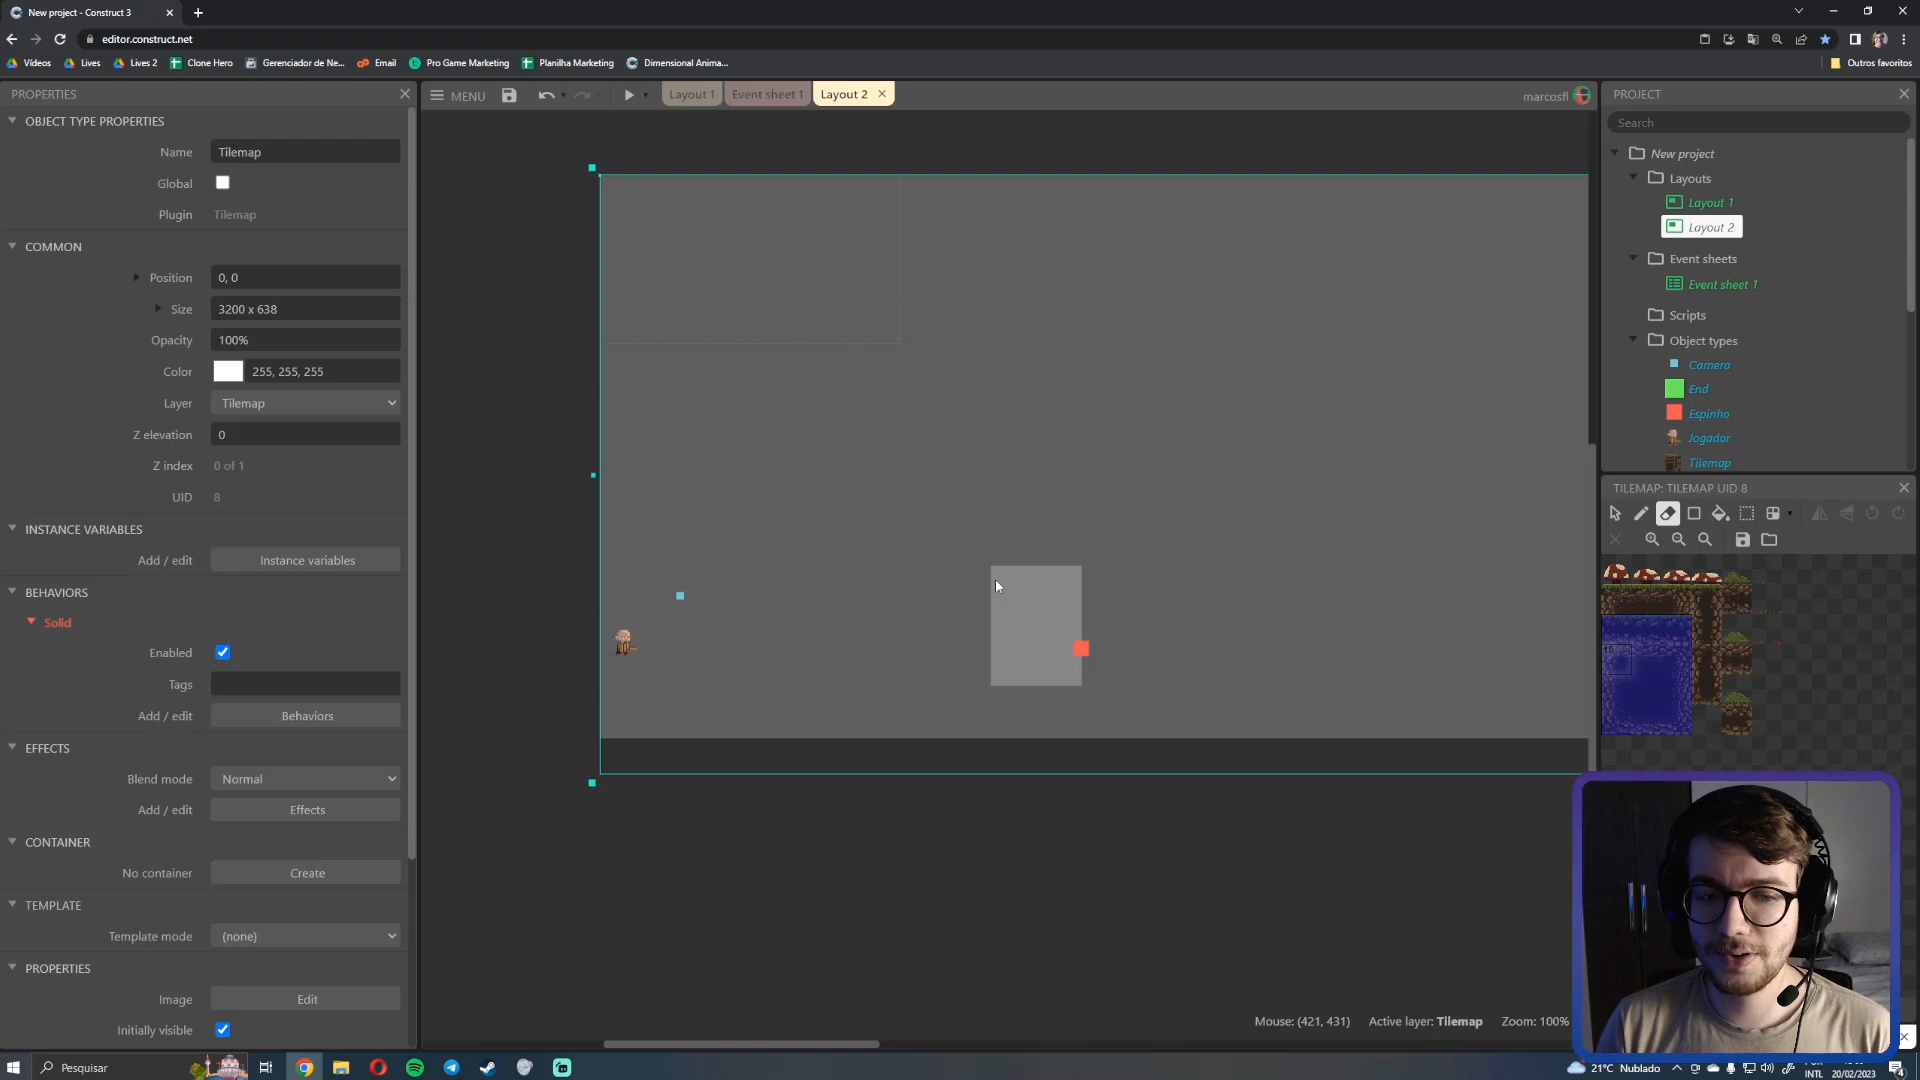 New project - Construct 3
editor.construct.net
Vídeos
Lives
Lives 2
Clone Hero
Gerenciador de Ne...
Email
Pro Game Marketing
Planilha Marketing
Dimensional Anima...
Outros favoritos
PROPERTIES
OBJECT TYPE PROPERTIES
Name
Tilemap
Global
Plugin
Tilemap
COMMON
Position
0, 0
Size
3200 x 638
Opacity
100%
Color
255, 255, 255
Layer
Tilemap
Z elevation
0
Z index
0 of 1
UID
8
INSTANCE VARIABLES
Add / edit
Instance variables
BEHAVIORS
Solid
Enabled
Tags
Add / edit
Behaviors
EFFECTS
Blend mode
Normal
Add / edit
Effects
CONTAINER
No container
Create
TEMPLATE
Template mode
(none)
PROPERTIES
Image
Edit
Initially visible
MENU
Layout 1
Event sheet 1
Layout 2
marcosfl
Mouse: (421, 431)
Active layer: Tilemap
Zoom: 100%
PROJECT
Search
New project
Layouts
Layout 1
Layout 2
Event sheets
Event sheet 1
Scripts
Object types
Camera
End
Espinho
Jogador
Tilemap
TILEMAP: TILEMAP UID 8
Pesquisar
21°C Nublado
INTL
20/02/2023
4